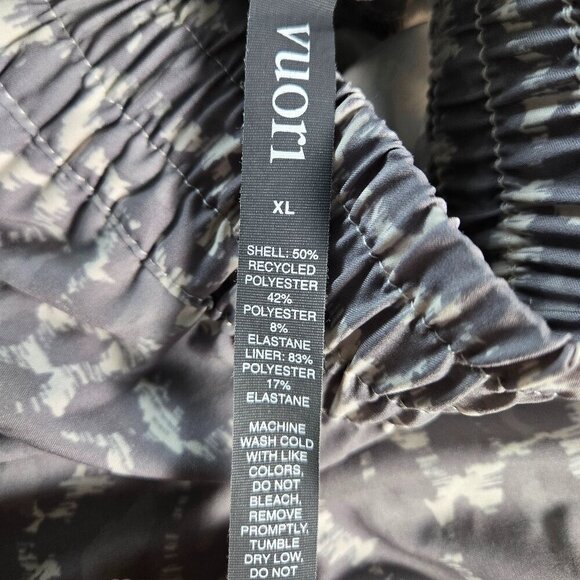 vuori
XL
SHELL: 50%
RECYCLED
POLYESTER
42%
POLYESTER
8%
ELASTANE
LINER: 83%
POLYESTER
17%
ELASTANE
MACHINE
WASH COLD
WITH LIKE
COLORS,
DO NOT
BLEACH,
REMOVE
PROMPTLY,
TUMBLE
DRY LOW,
DO NOT